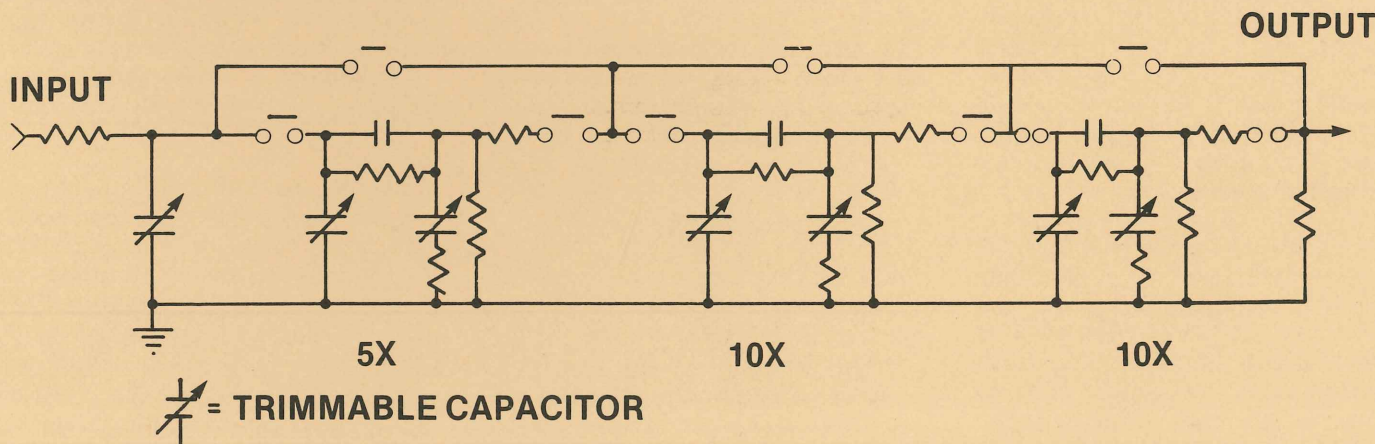 OUTPUT
INPUT
5X
10X
10X
= TRIMMABLE CAPACITOR